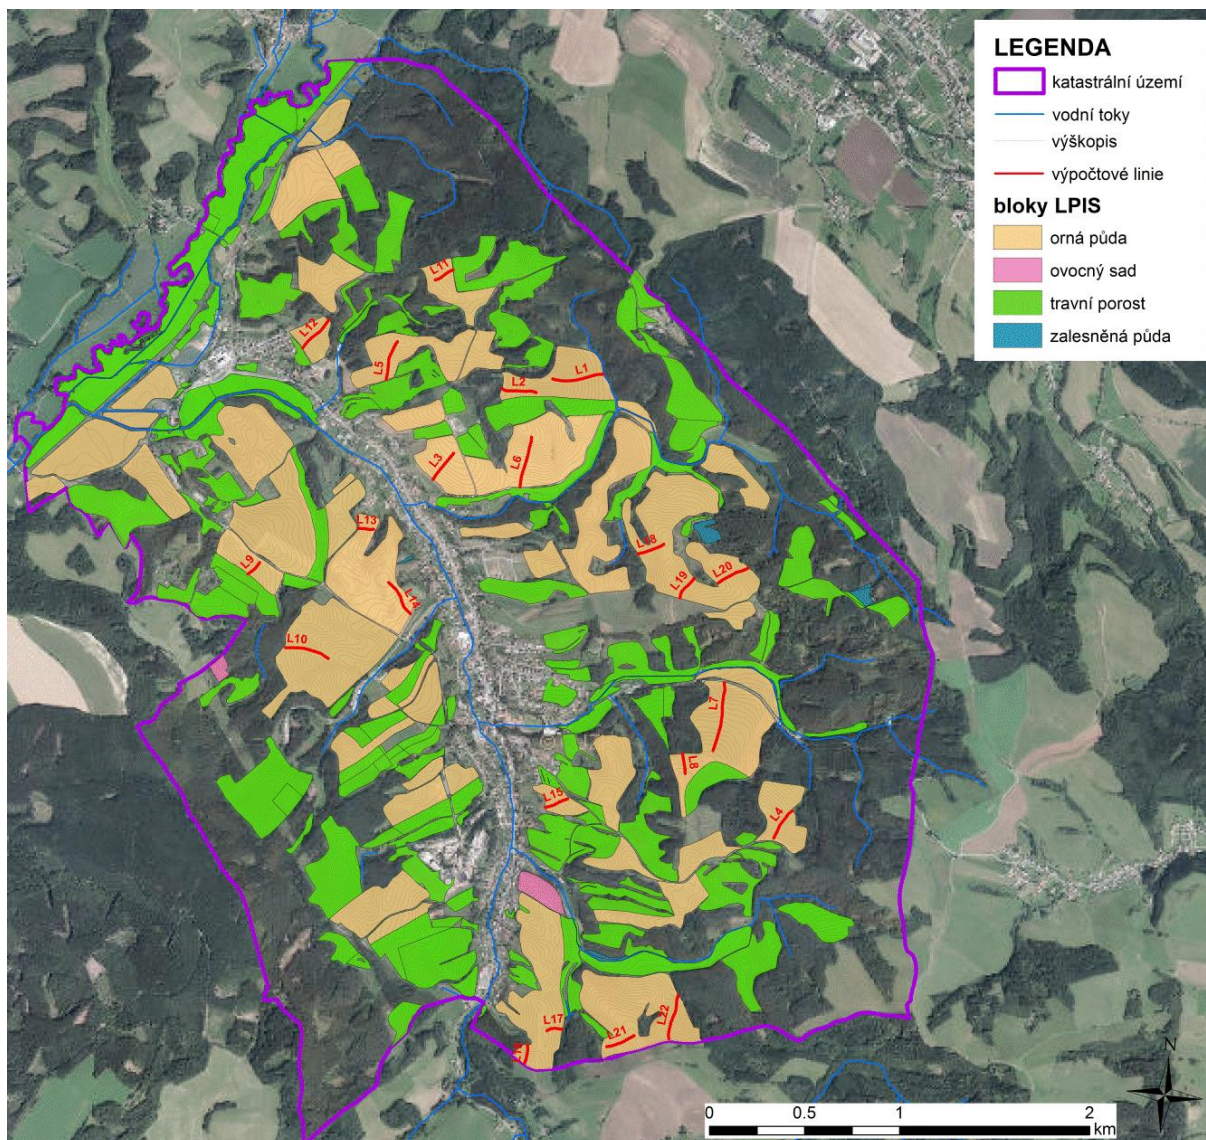 LEGENDA
katastrální území
vodní toky
výškopis
výpočtové linie
bloky LPIS
orná půda
ovocný sad
travní porost
zalesněná půda
L11
L12
L5
L2
L1
L3
L6
L13
L18
L9
L19
L20
L14
L10
L7
L8
L15
L4
L17
L22
L21
N
0
0.5
1
2
km